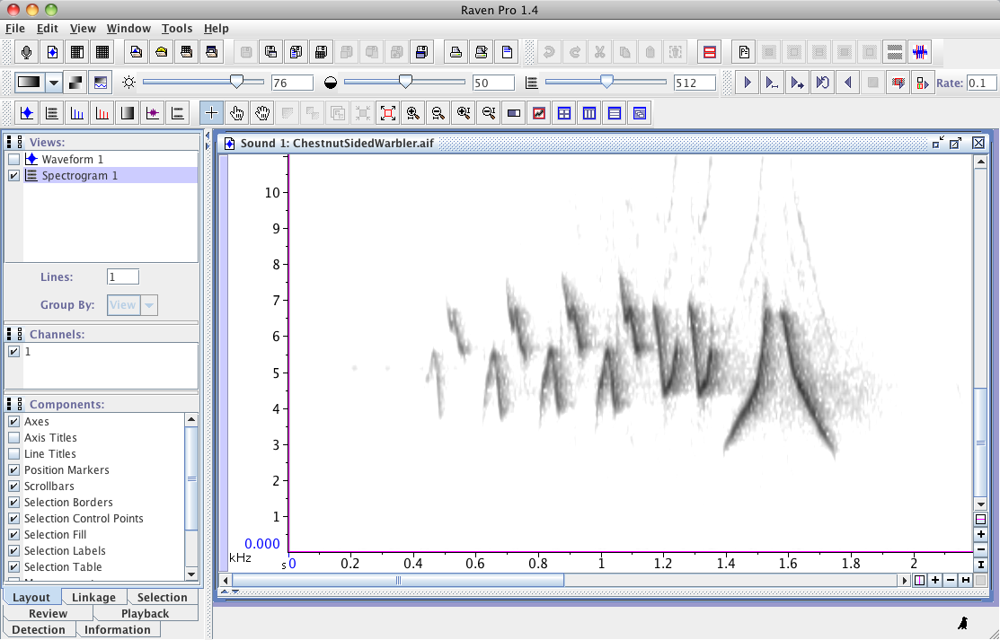 Raven Pro 1.4
File Edit View Window Tools Help
76 50 512 Rate: 0.1
Views:
Waveform 1
Spectrogram 1
Lines: 1
Group By: View
Channels:
1
Components:
Axes
Axis Titles
Line Titles
Position Markers
Scrollbars
Selection Borders
Selection Control Points
Selection Fill
Selection Labels
Selection Table
Layout Linkage Selection
Review Playback
Detection Information
Sound 1: ChestnutSidedWarbler.aif
10
9
8
7
6
5
4
3
2
1
0.000
kHz
s 0 0.2 0.4 0.6 0.8 1 1.2 1.4 1.6 1.8 2